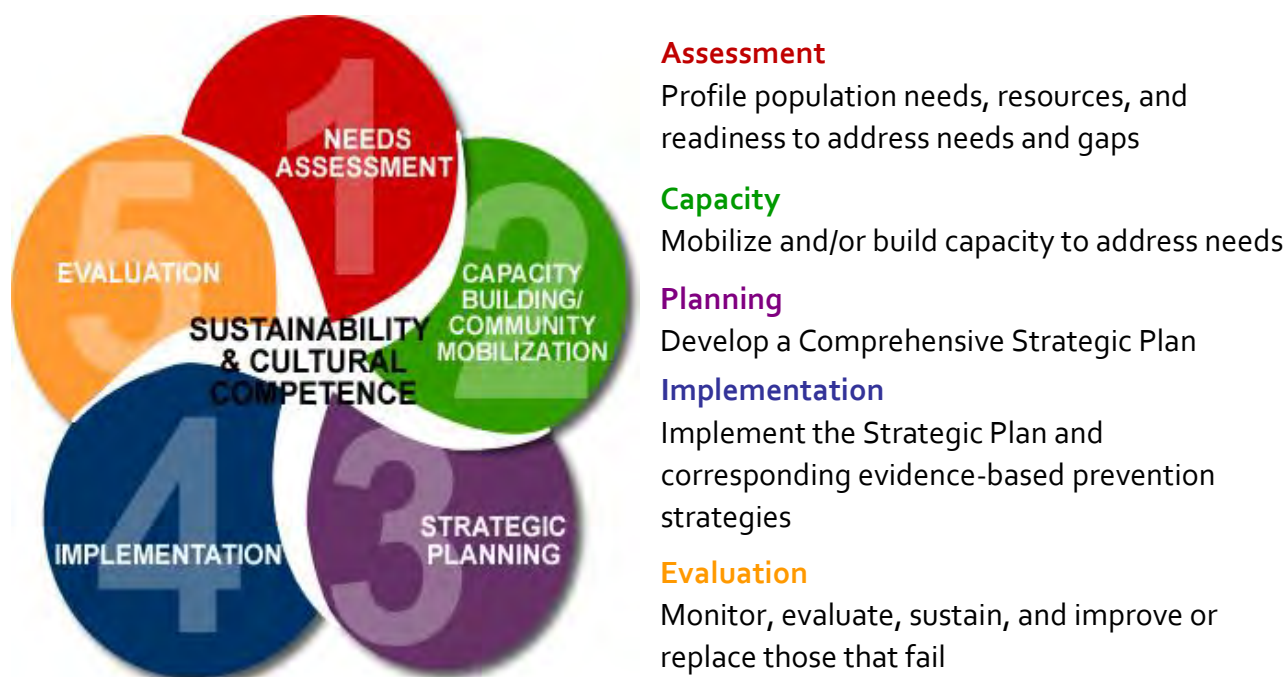 1
NEEDS
ASSESSMENT
2
CAPACITY
BUILDING/
COMMUNITY
MOBILIZATION
3
STRATEGIC
PLANNING
4
IMPLEMENTATION
5
EVALUATION
SUSTAINABILITY
& CULTURAL
COMPETENCE
Assessment
Profile population needs, resources, and
readiness to address needs and gaps
Capacity
Mobilize and/or build capacity to address needs
Planning
Develop a Comprehensive Strategic Plan
Implementation
Implement the Strategic Plan and
corresponding evidence-based prevention
strategies
Evaluation
Monitor, evaluate, sustain, and improve or
replace those that fail